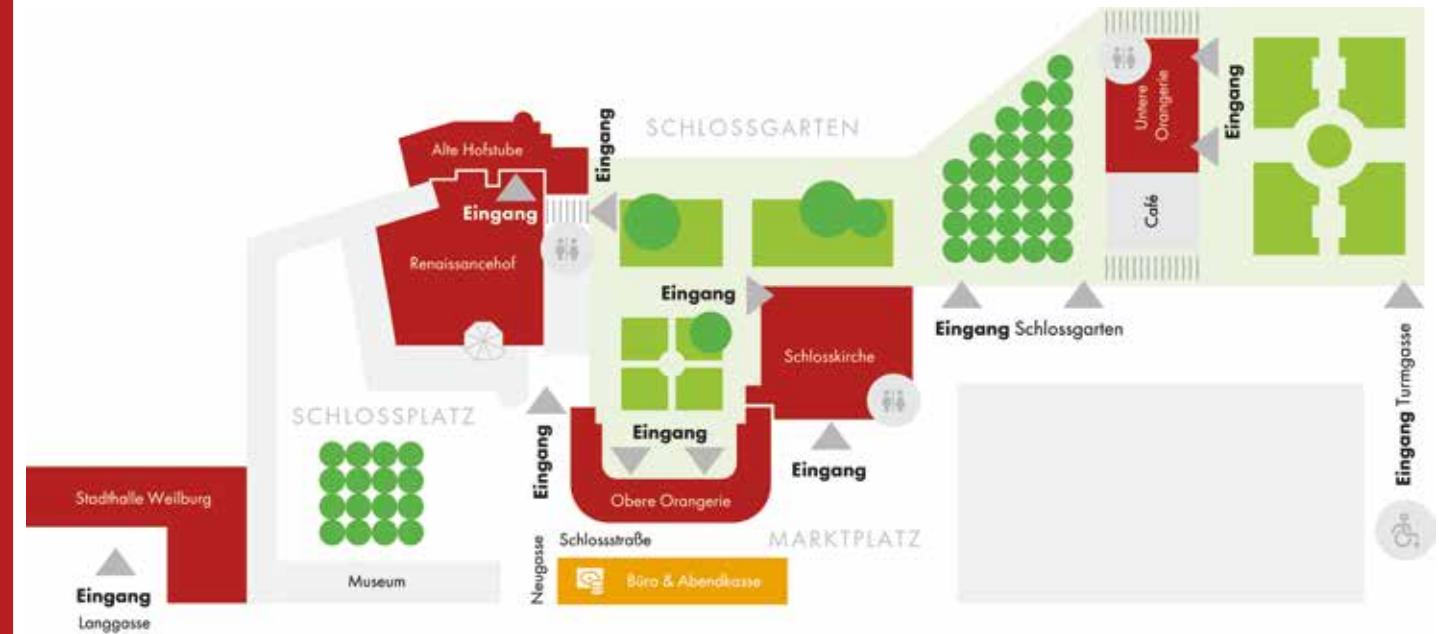 SCHLOSSGARTEN
Alte Hofstube
Eingang
Eingang
Renaissancehof
Untere
Orangerie
Eingang
Café
Eingang
Schlosskirche
Eingang Schlossgarten
SCHLOSSPLATZ
Eingang
Eingang
Eingang
Eingang Turmgasse
Stadthalle Weilburg
Obere Orangerie
Eingang
Langgasse
Museum
Neugasse
Schlossstraße
MARKTPLATZ
Büro & Abendkasse